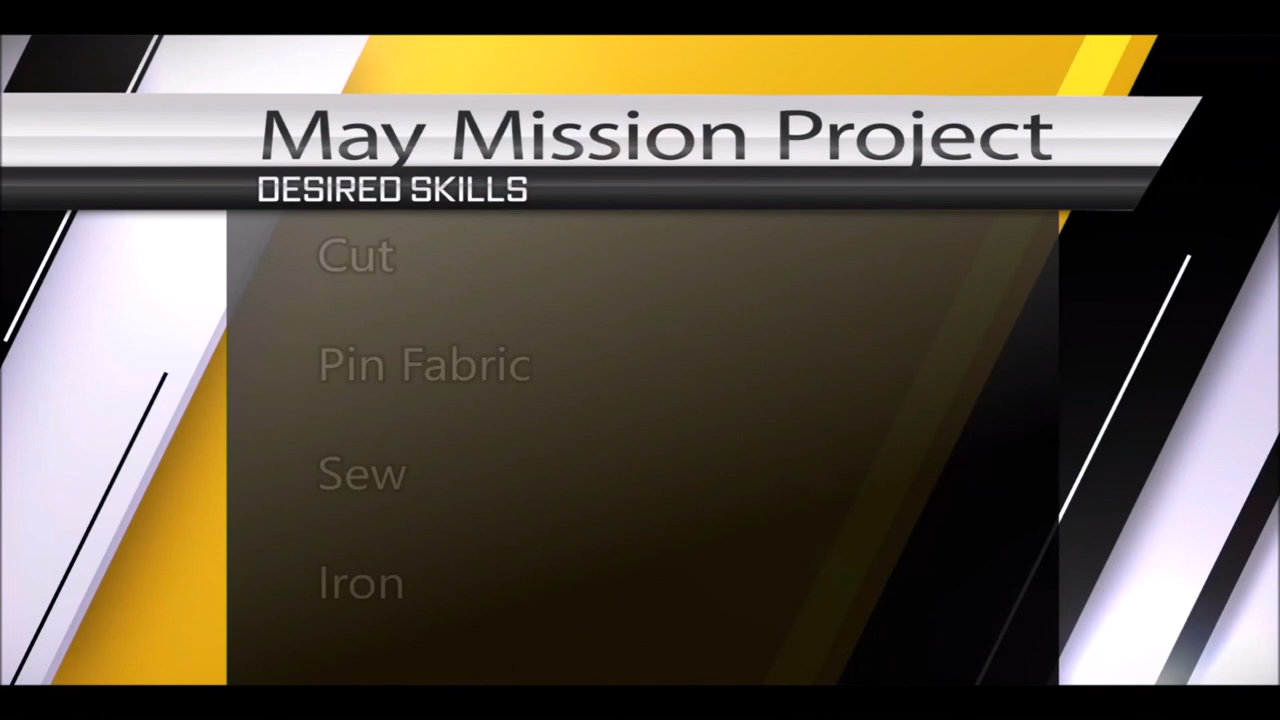 May Mission Project
DESIRED SKILLS
Cut
Pin Fabric
Sew
Iron